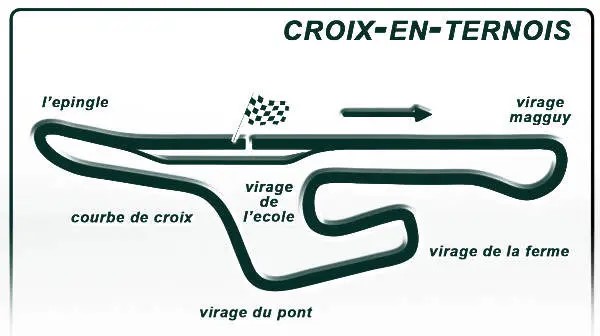 CROIX-EN-TERNOIS
l'epingle
virage
magguy
virage
de
l'ecole
courbe de croix
virage de la ferme
virage du pont